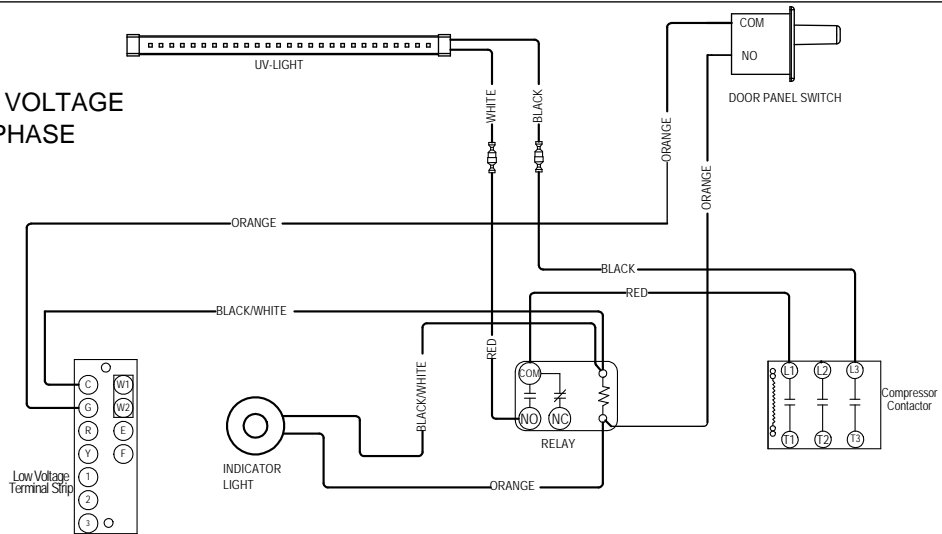 COM
NO
DOOR PANEL SWITCH
UV-LIGHT
VOLTAGE
PHASE
WHITE
BLACK
ORANGE
ORANGE
ORANGE
BLACK
RED
BLACK/WHITE
RED
BLACK/WHITE
COM
NO
NC
RELAY
L1
L2
L3
T1
T2
T3
Compressor
Contactor
C
W1
G
W2
R
E
Y
F
1
2
3
Low Voltage
Terminal Strip
INDICATOR
LIGHT
ORANGE